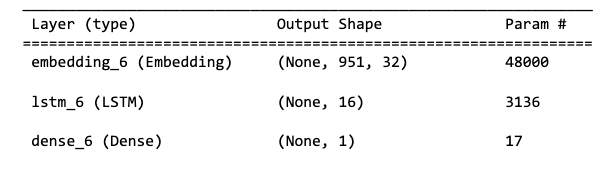 Layer (type) Output Shape Param #
=================================================================
embedding_6 (Embedding) (None, 951, 32) 48000
lstm_6 (LSTM) (None, 16) 3136
dense_6 (Dense) (None, 1) 17